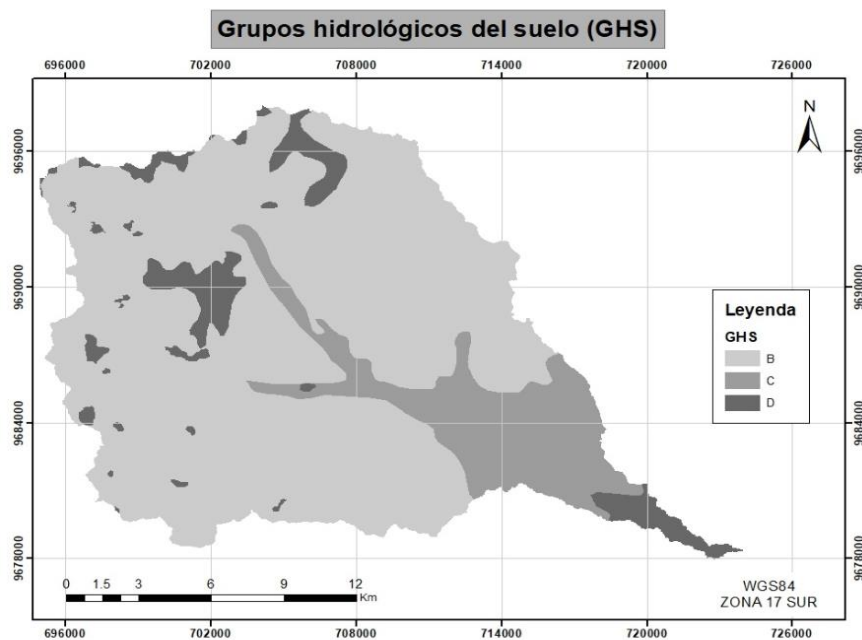 Grupos hidrológicos del suelo (GHS)
696000 702000 708000 714000 720000 726000
N
9696000 9696000
9690000 9690000
Leyenda
GHS
B
C
D
9684000 9684000
9678000 9678000
0 1.5 3 6 9 12
Km
WGS84
ZONA 17 SUR
696000 702000 708000 714000 720000 726000